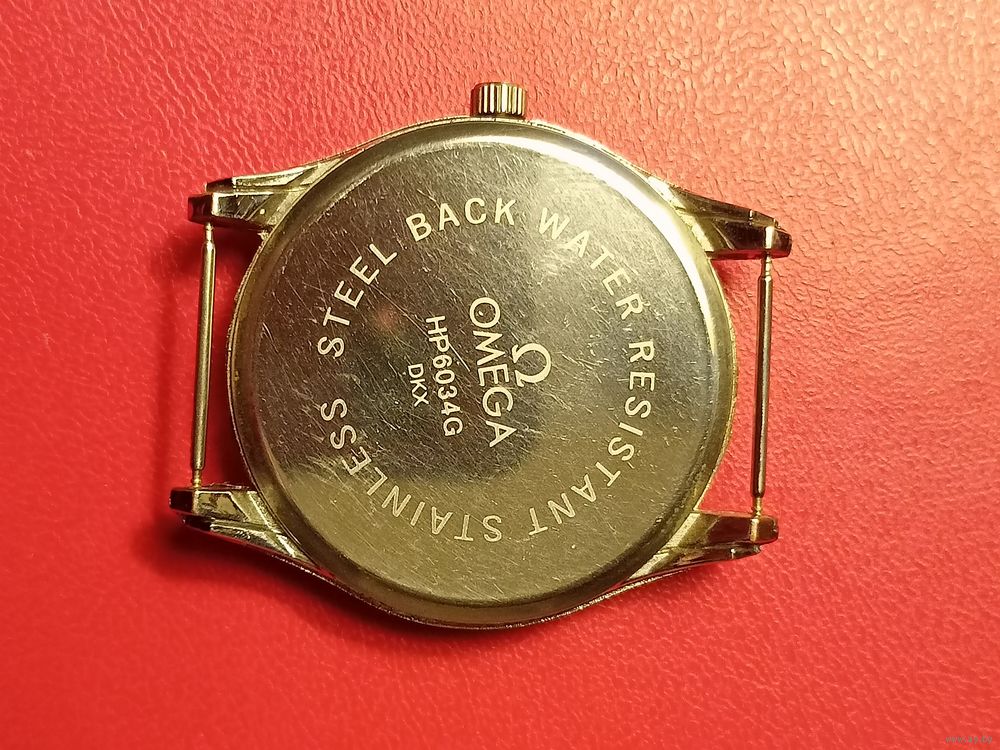 STAINLESS STEEL BACK WATER RESISTANT
Ω
OMEGA
HP6034G
DKX